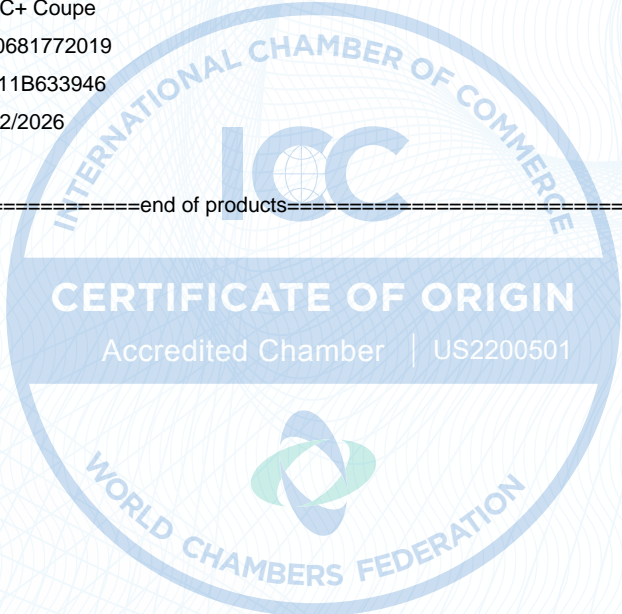 C+ Coupe
0681772019
11B633946
2/2026
INTERNATIONAL CHAMBER OF COMMERCE
ICC
============end of products============================
CERTIFICATE OF ORIGIN
Accredited Chamber | US2200501
WORLD CHAMBERS FEDERATION